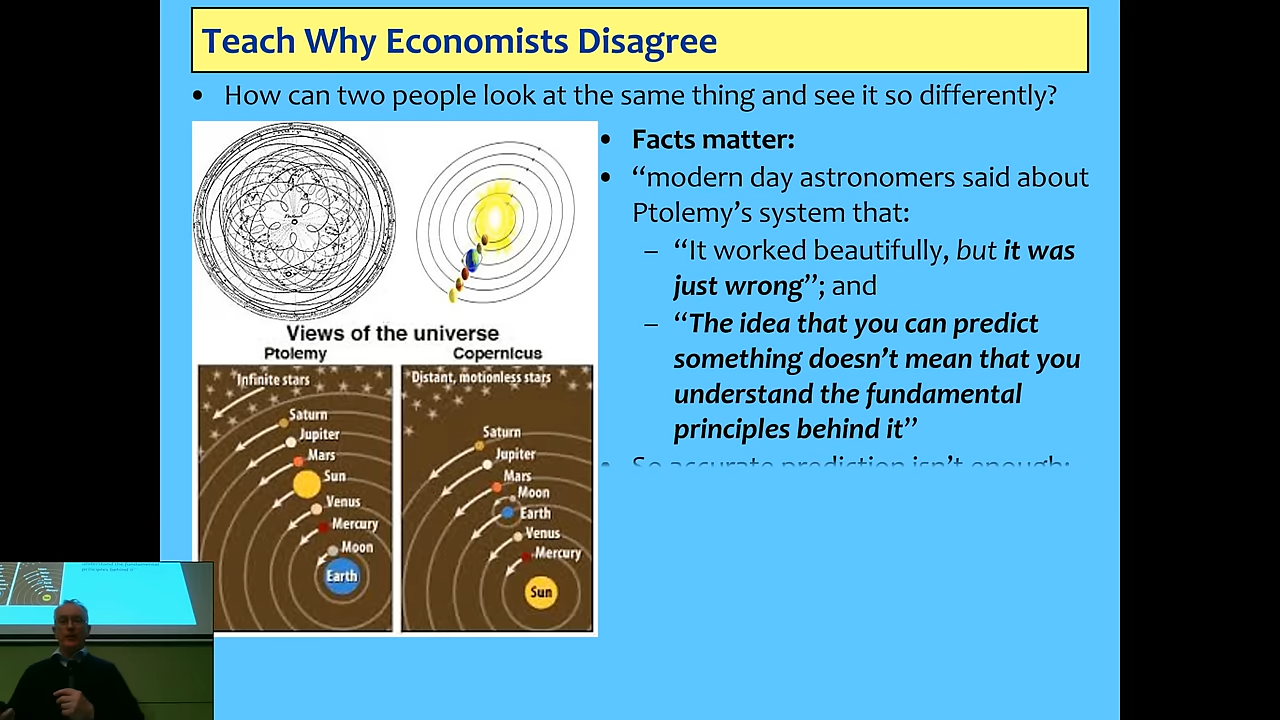 Teach Why Economists Disagree
• How can two people look at the same thing and see it so differently?
• Facts matter:
• “modern day astronomers said about
Ptolemy’s system that:
– “It worked beautifully, but it was
just wrong”; and
– “The idea that you can predict
something doesn’t mean that you
understand the fundamental
principles behind it”
• So accurate prediction isn’t enough:
Views of the universe
Ptolemy
Infinite stars
Saturn
Jupiter
Mars
Sun
Venus
Mercury
Moon
Earth
Copernicus
Distant, motionless stars
Saturn
Jupiter
Mars
Moon
Earth
Venus
Mercury
Sun